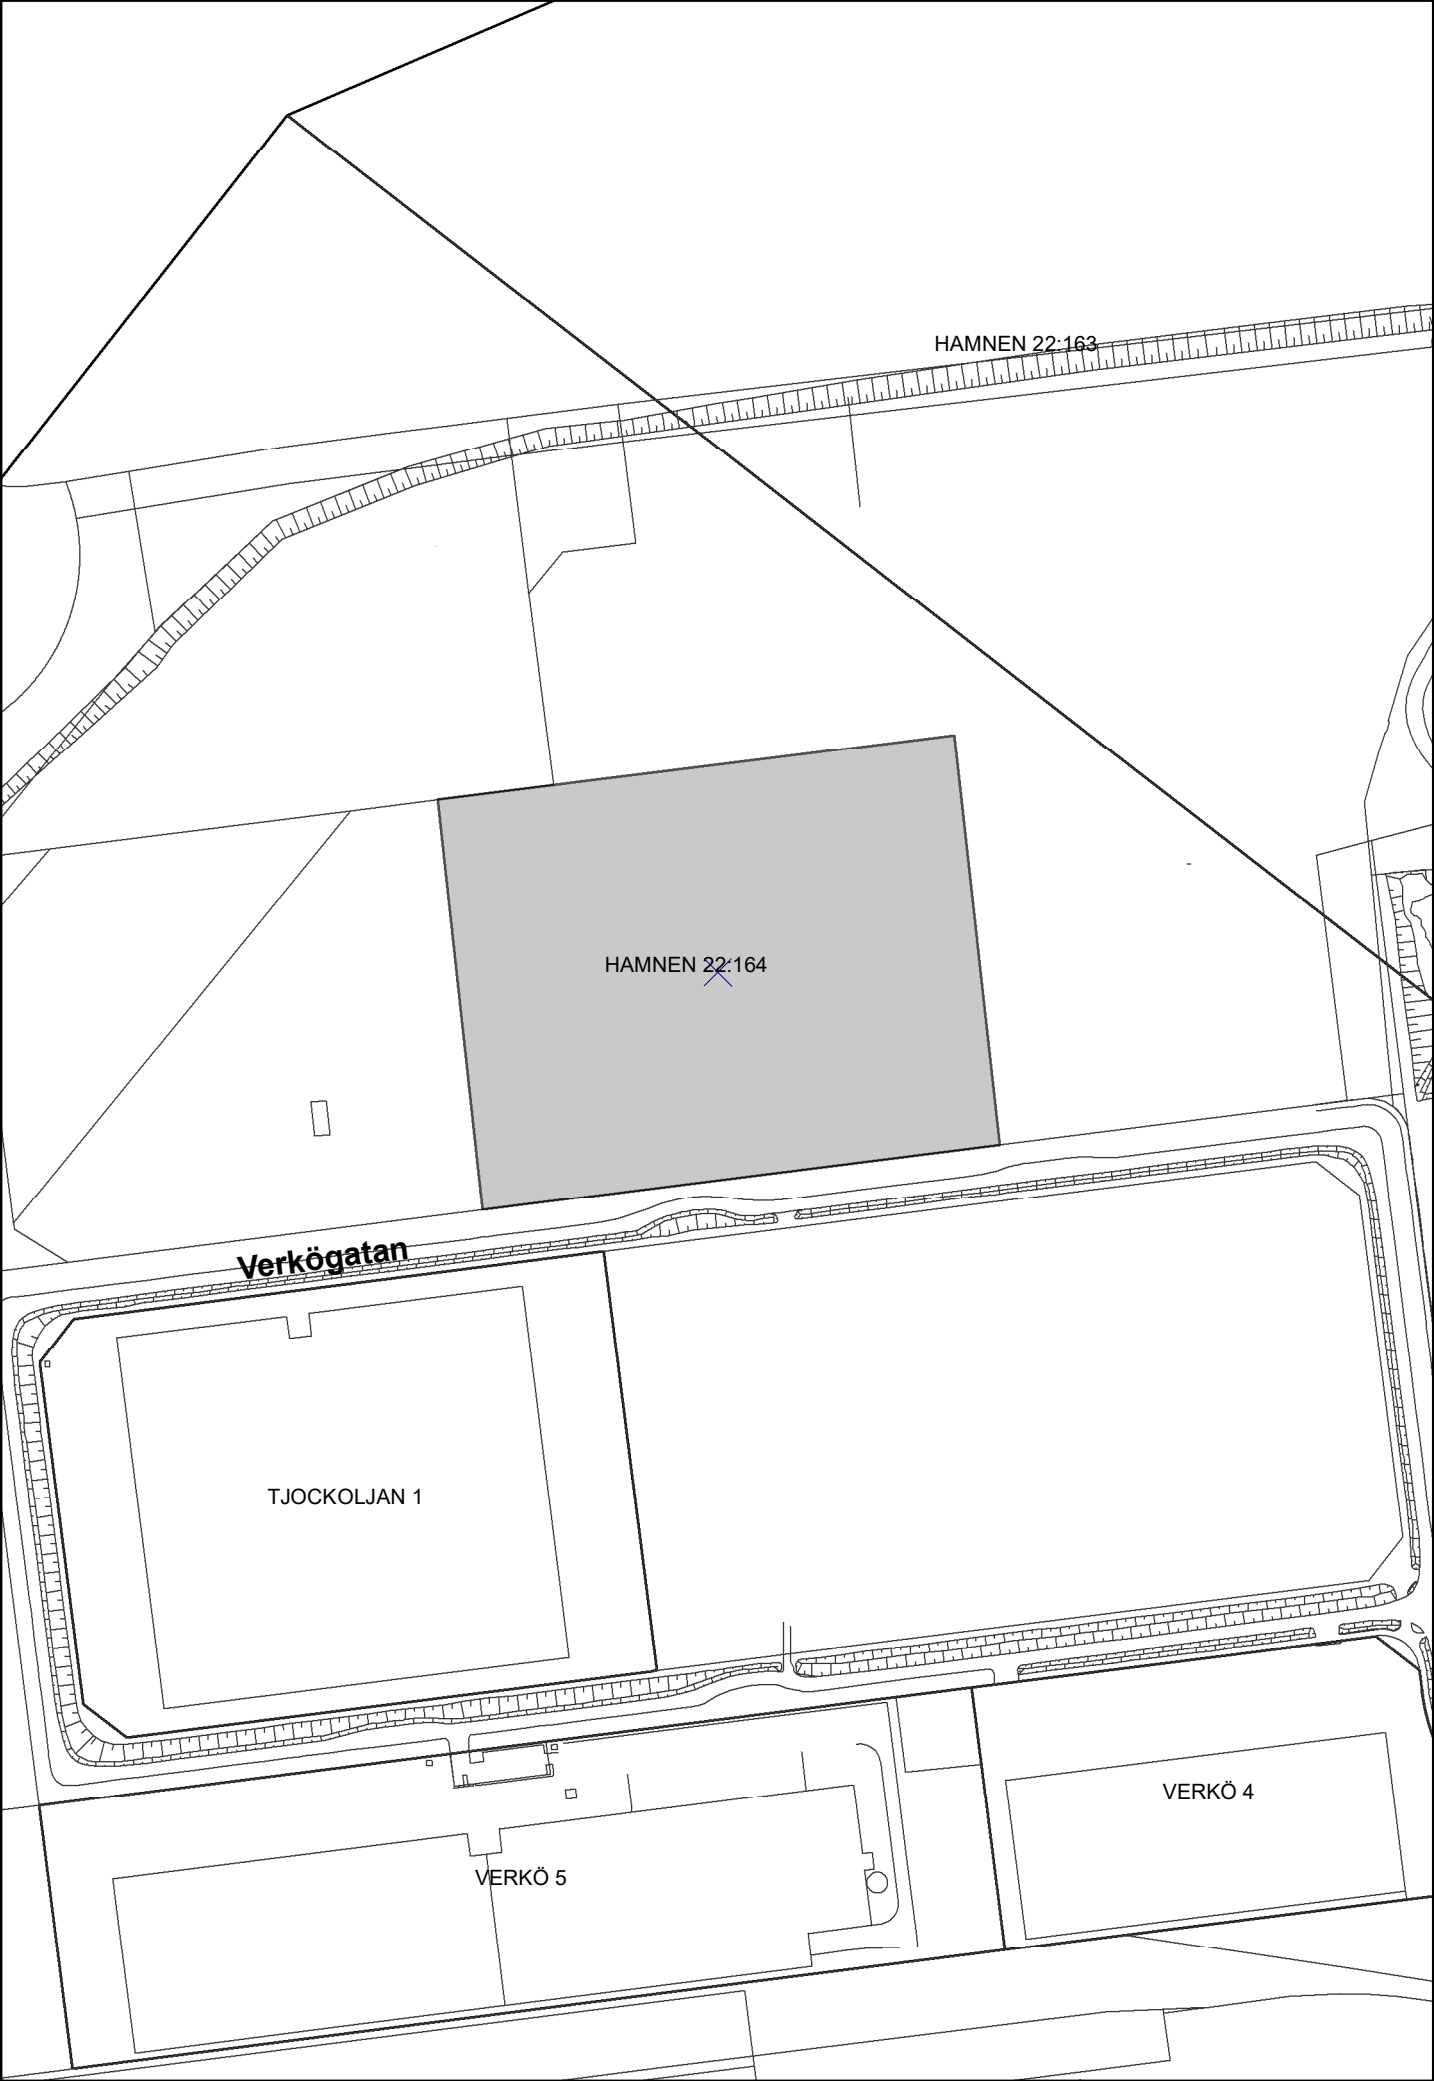 HAMNEN 22:163
HAMNEN 22:164
Verkögatan
TJOCKOLJAN 1
VERKÖ 4
VERKÖ 5